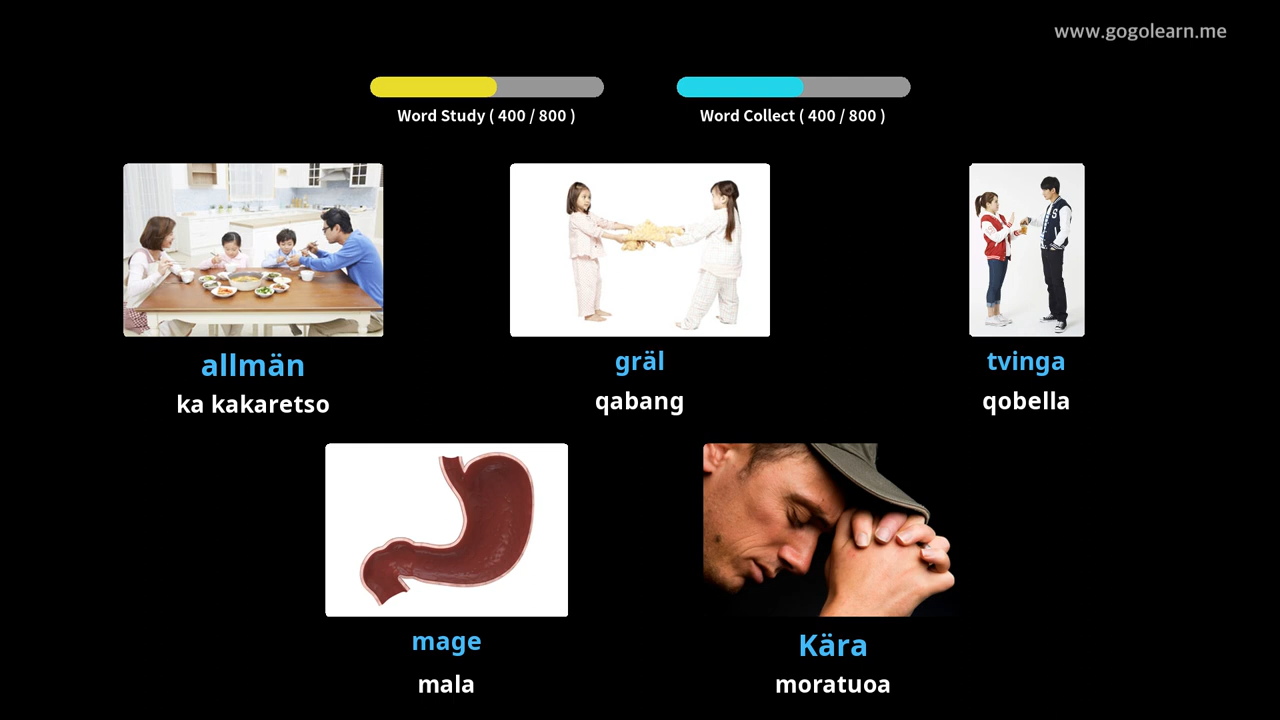 www.gogolearn.me
Word Study ( 400 / 800 )
Word Collect ( 400 / 800 )
allmän
ka kakaretso
gräl
qabang
tvinga
qobella
mage
mala
Kära
moratuoa